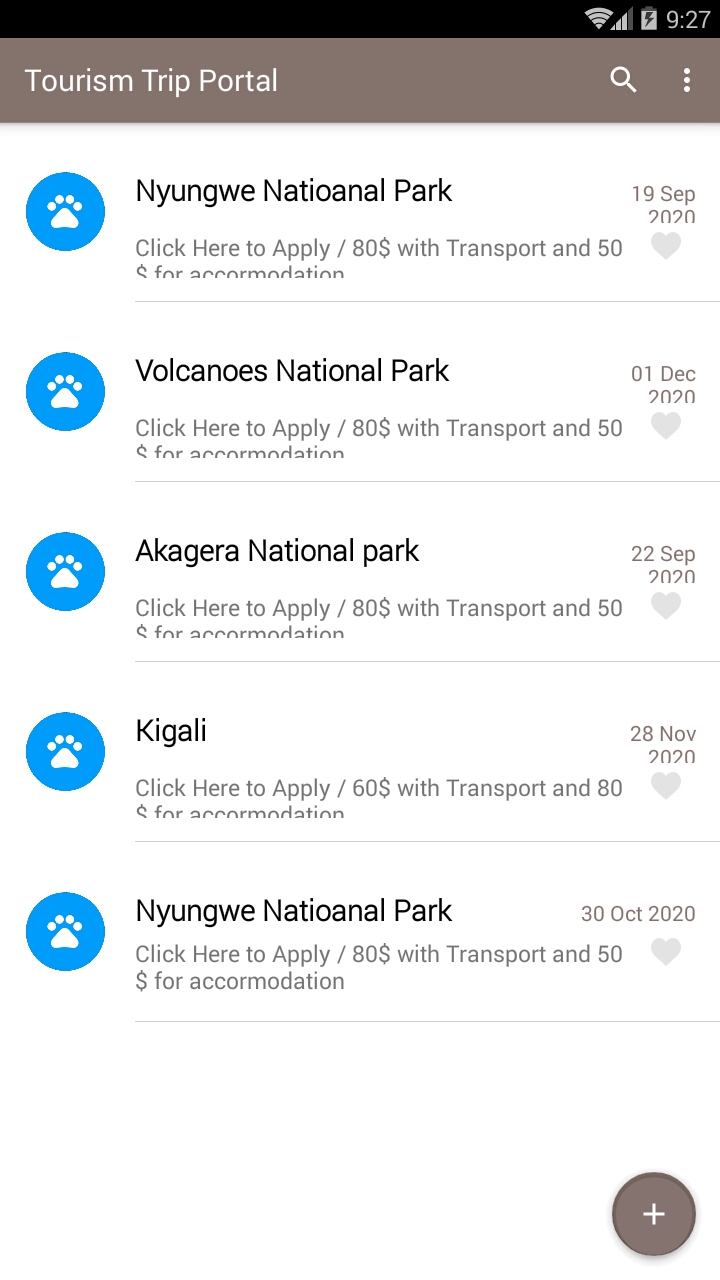 9:27
Tourism Trip Portal
Nyungwe Natioanal Park
19 Sep
2020
Click Here to Apply / 80$ with Transport and 50
$ for accormodation
Volcanoes National Park
01 Dec
2020
Click Here to Apply / 80$ with Transport and 50
$ for accormodation
Akagera National park
22 Sep
2020
Click Here to Apply / 80$ with Transport and 50
$ for accormodation
Kigali
28 Nov
2020
Click Here to Apply / 60$ with Transport and 80
$ for accormodation
Nyungwe Natioanal Park
30 Oct 2020
Click Here to Apply / 80$ with Transport and 50
$ for accormodation